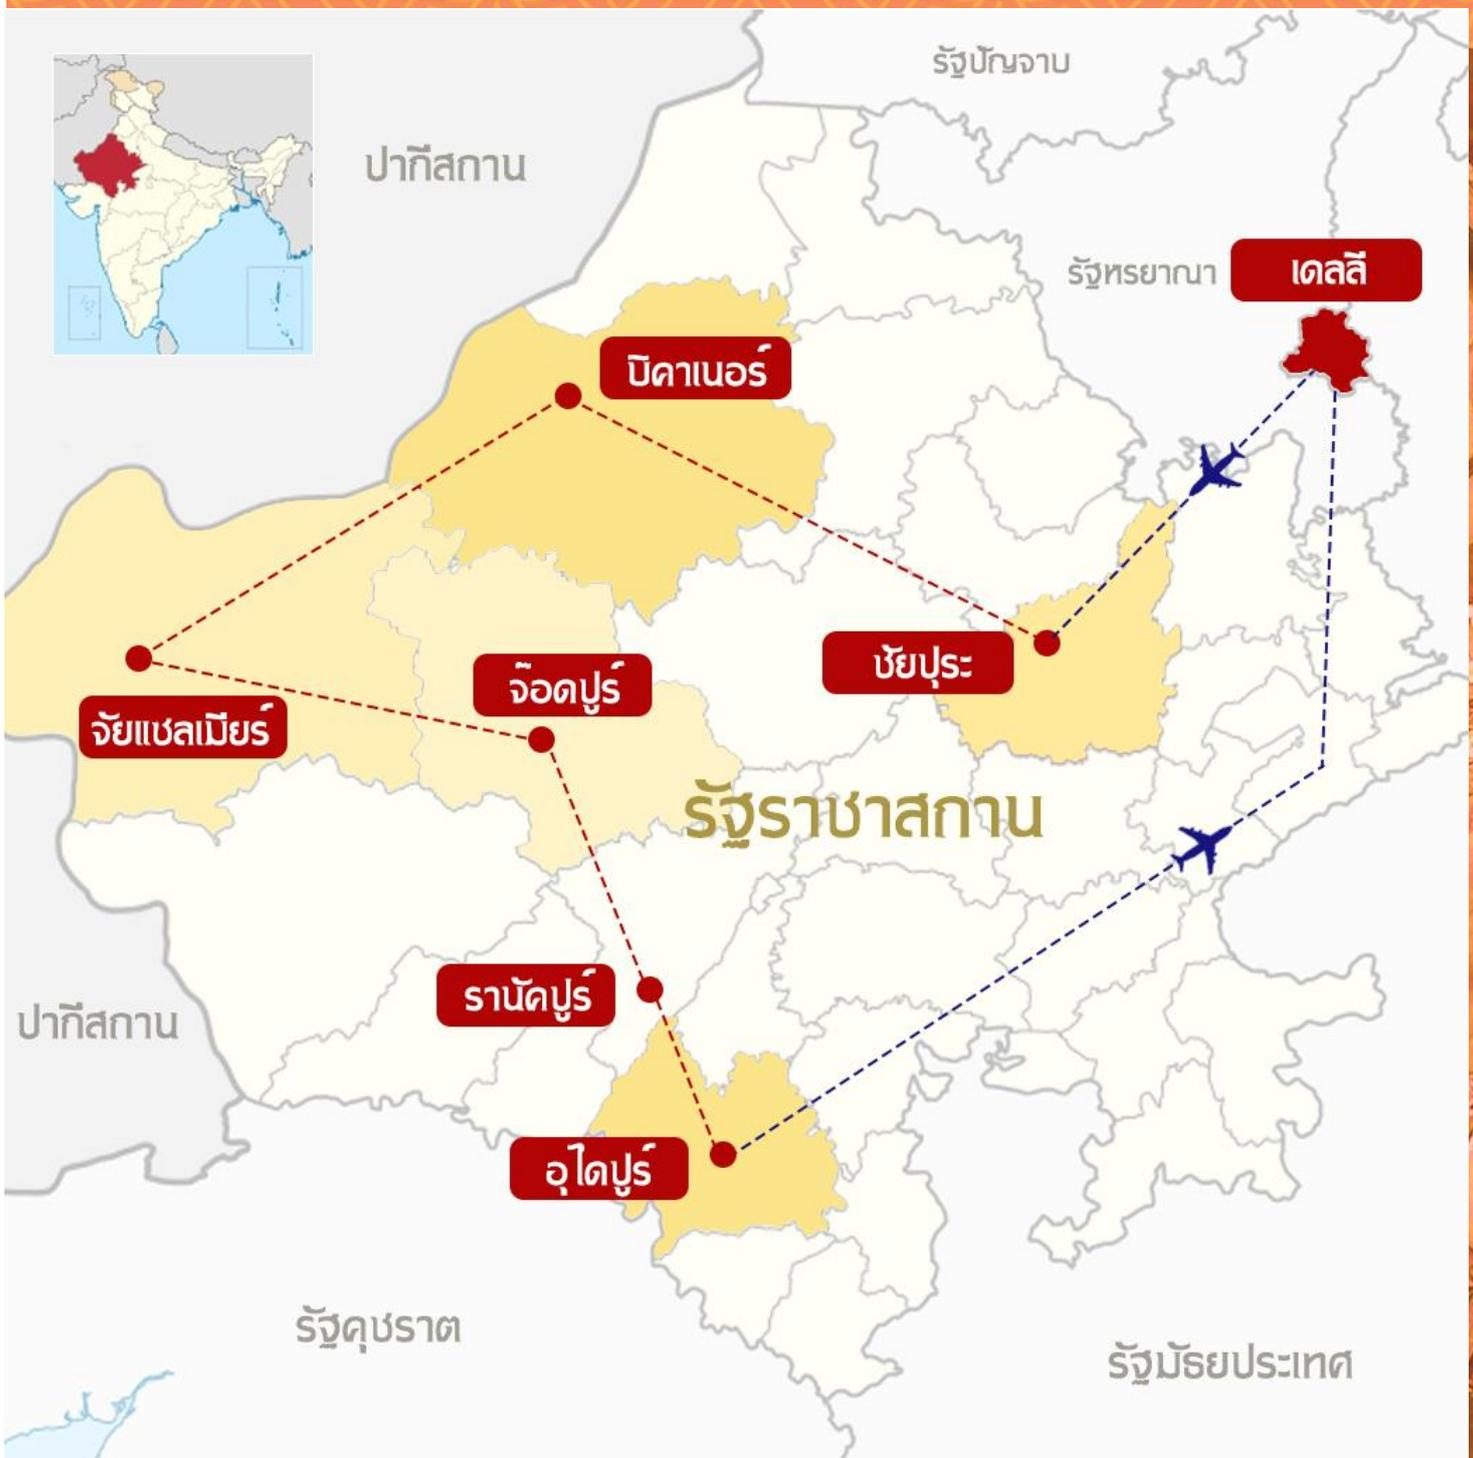 รัฐปัญจาบ
ปากีสถาน
รัฐหรยาณา
เดลลี
บิคาเนอร์
ชัยปุระ
จ๊อดปูร์
จัยแซลเมียร์
รัฐราชาสถาน
รานัคปูร์
ปากีสถาน
อุไดปูร์
รัฐคุชราต
รัฐมัธยประเทศ